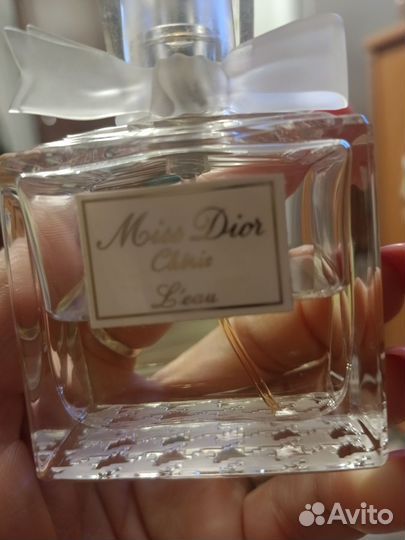 Miss Dior
Chérie
L'eau
Avito